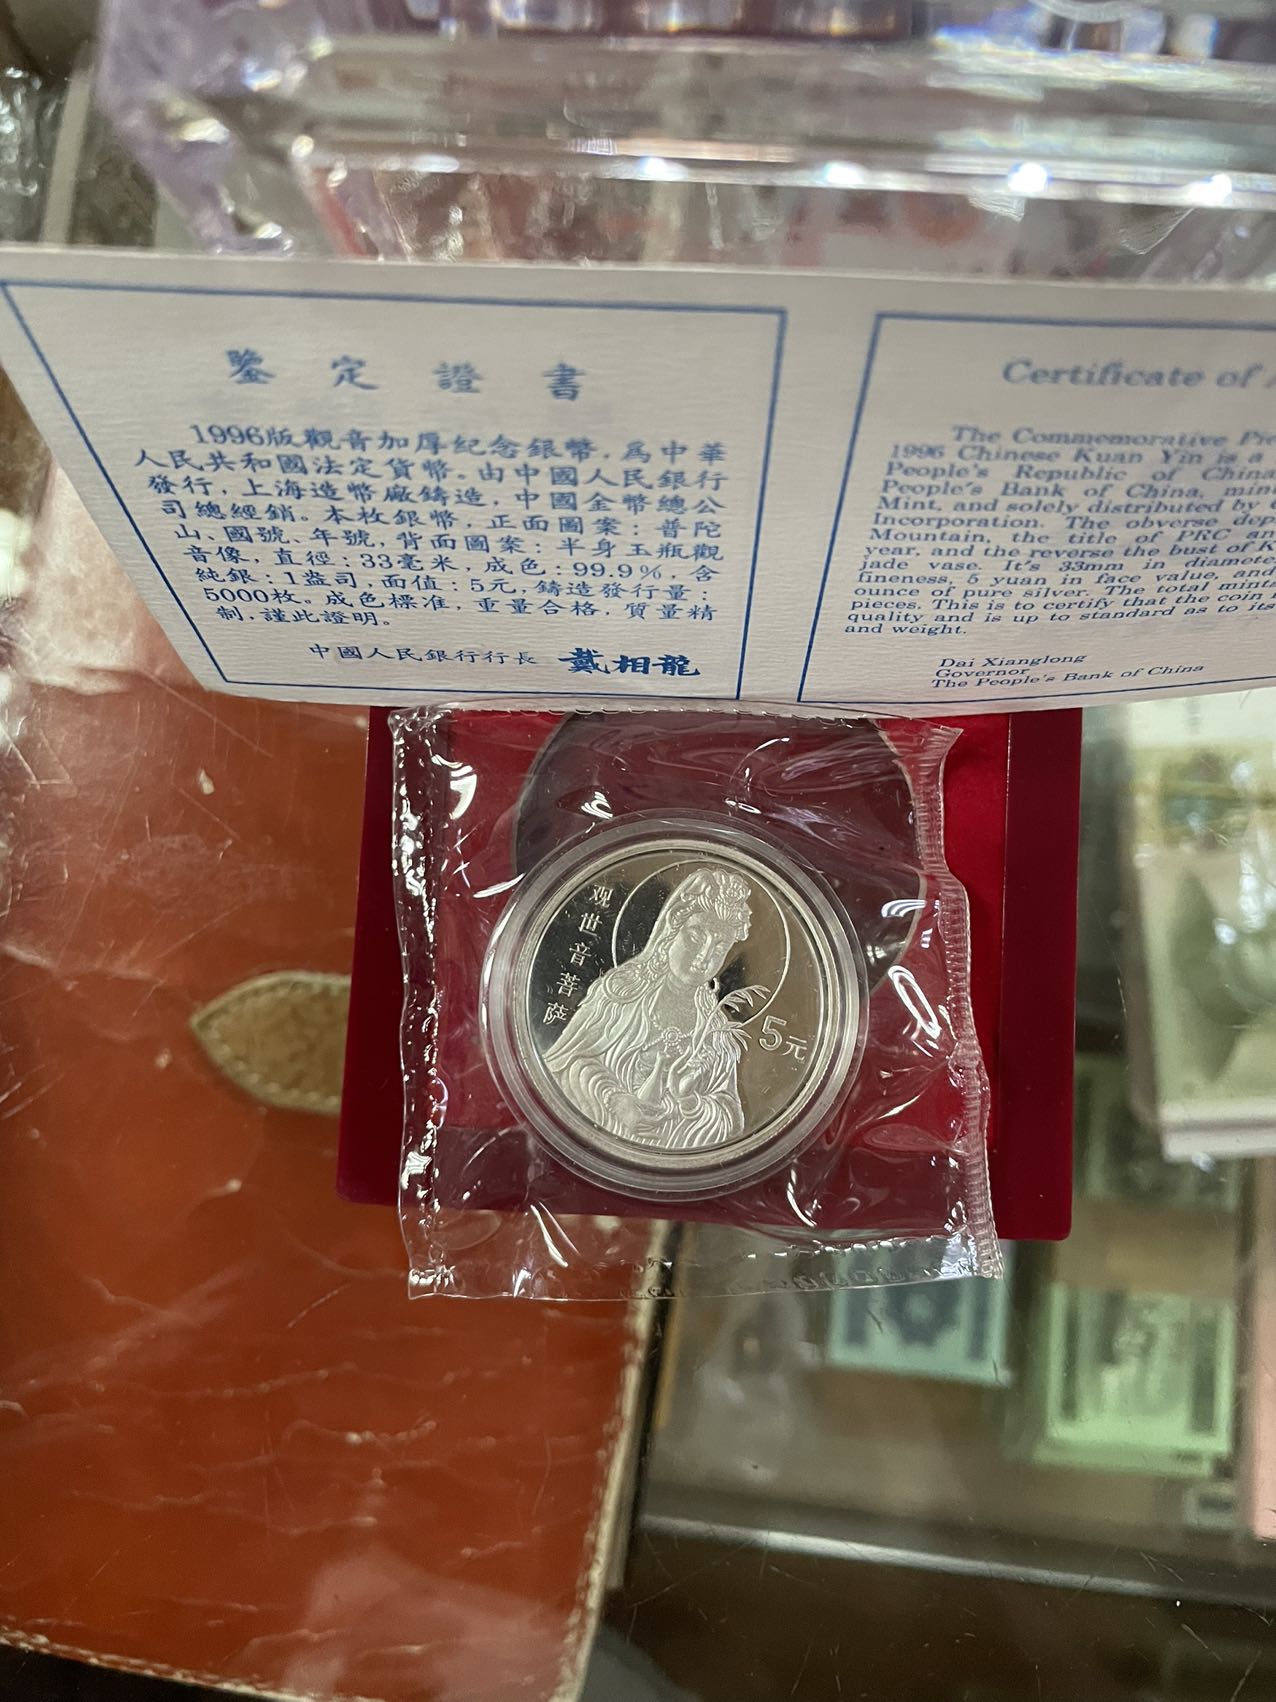 鑒定證書
1996版觀音加厚紀念銀幣，爲中華
人民共和國法定貨幣。由中國人民銀行
發行，上海造幣廠鑄造，中國金幣總公
司總經銷。本枚銀幣，正面圖案：普陀
山、國號、年號，背面圖案：半身玉瓶觀
音像，直徑：33毫米，成色：99.9%，含
純銀：1盎司，面值：5元，鑄造發行量：
5000枚。成色標准，重量合格，質量精
制，謹此證明。
中國人民銀行行長 戴相龍
Certificate of
The Commemorative
1996 Chinese Kuan Yin is a
People's Republic of China
People's Bank of China,
Mint, and solely distributed by
Incorporation. The obverse
Mountain, the title of PRC
year, and the reverse the bust of
jade vase. It's 33mm in
fineness, 5 yuan in face value, and
ounce of pure silver. The total
pieces. This is to certify that the coin
quality and is up to standard as to its
and weight.
Dai Xianglong
Governor
The People's Bank of China
观世音菩萨
5元